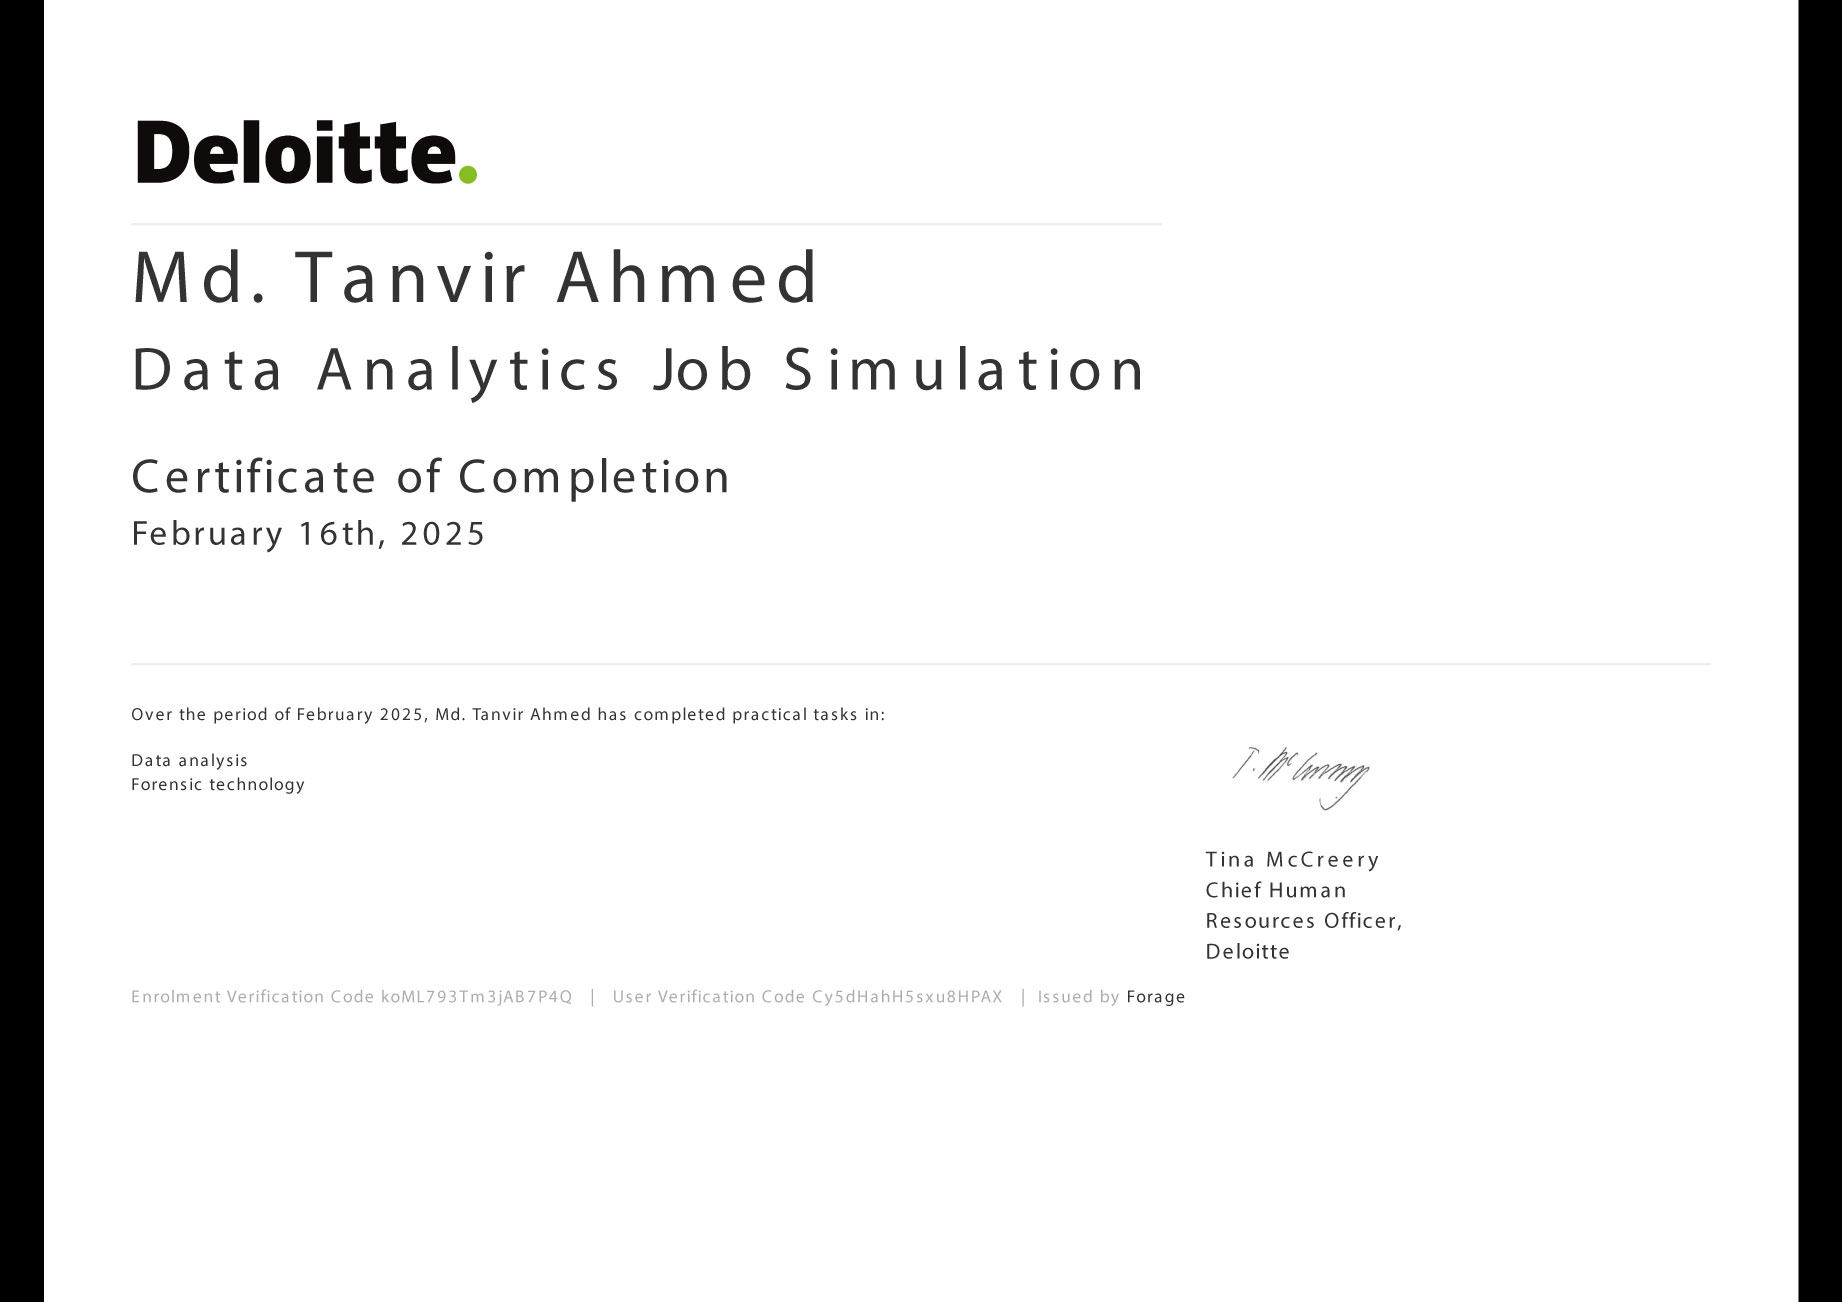 Deloitte.
Md. Tanvir Ahmed
Data Analytics Job Simulation
Certificate of Completion
February 16th, 2025
Over the period of February 2025, Md. Tanvir Ahmed has completed practical tasks in:
Data analysis
Forensic technology
T. McCreery
Tina McCreery
Chief Human
Resources Officer,
Deloitte
Enrolment Verification Code koML793Tm3jAB7P4Q | User Verification Code Cy5dHahH5sxu8HPAX | Issued by Forage